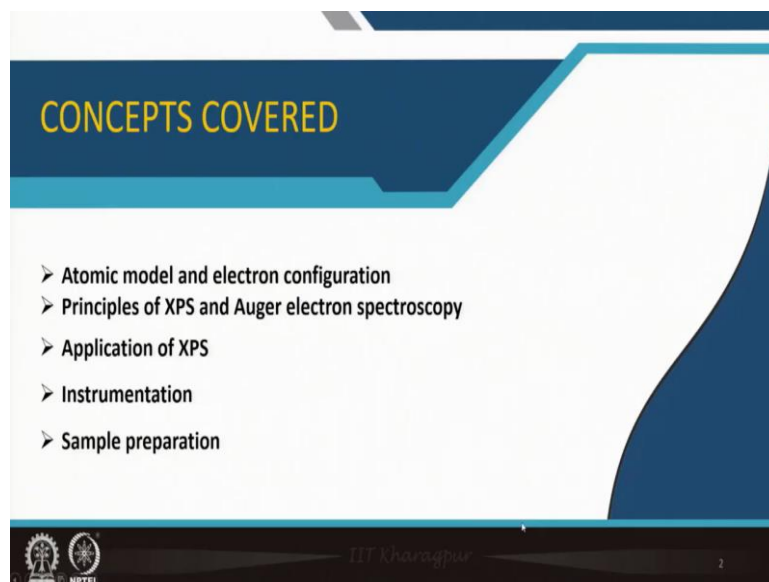 CONCEPTS COVERED
➤ Atomic model and electron configuration
➤ Principles of XPS and Auger electron spectroscopy
➤ Application of XPS
➤ Instrumentation
➤ Sample preparation
NPTEL
IIT Kharagpur
2